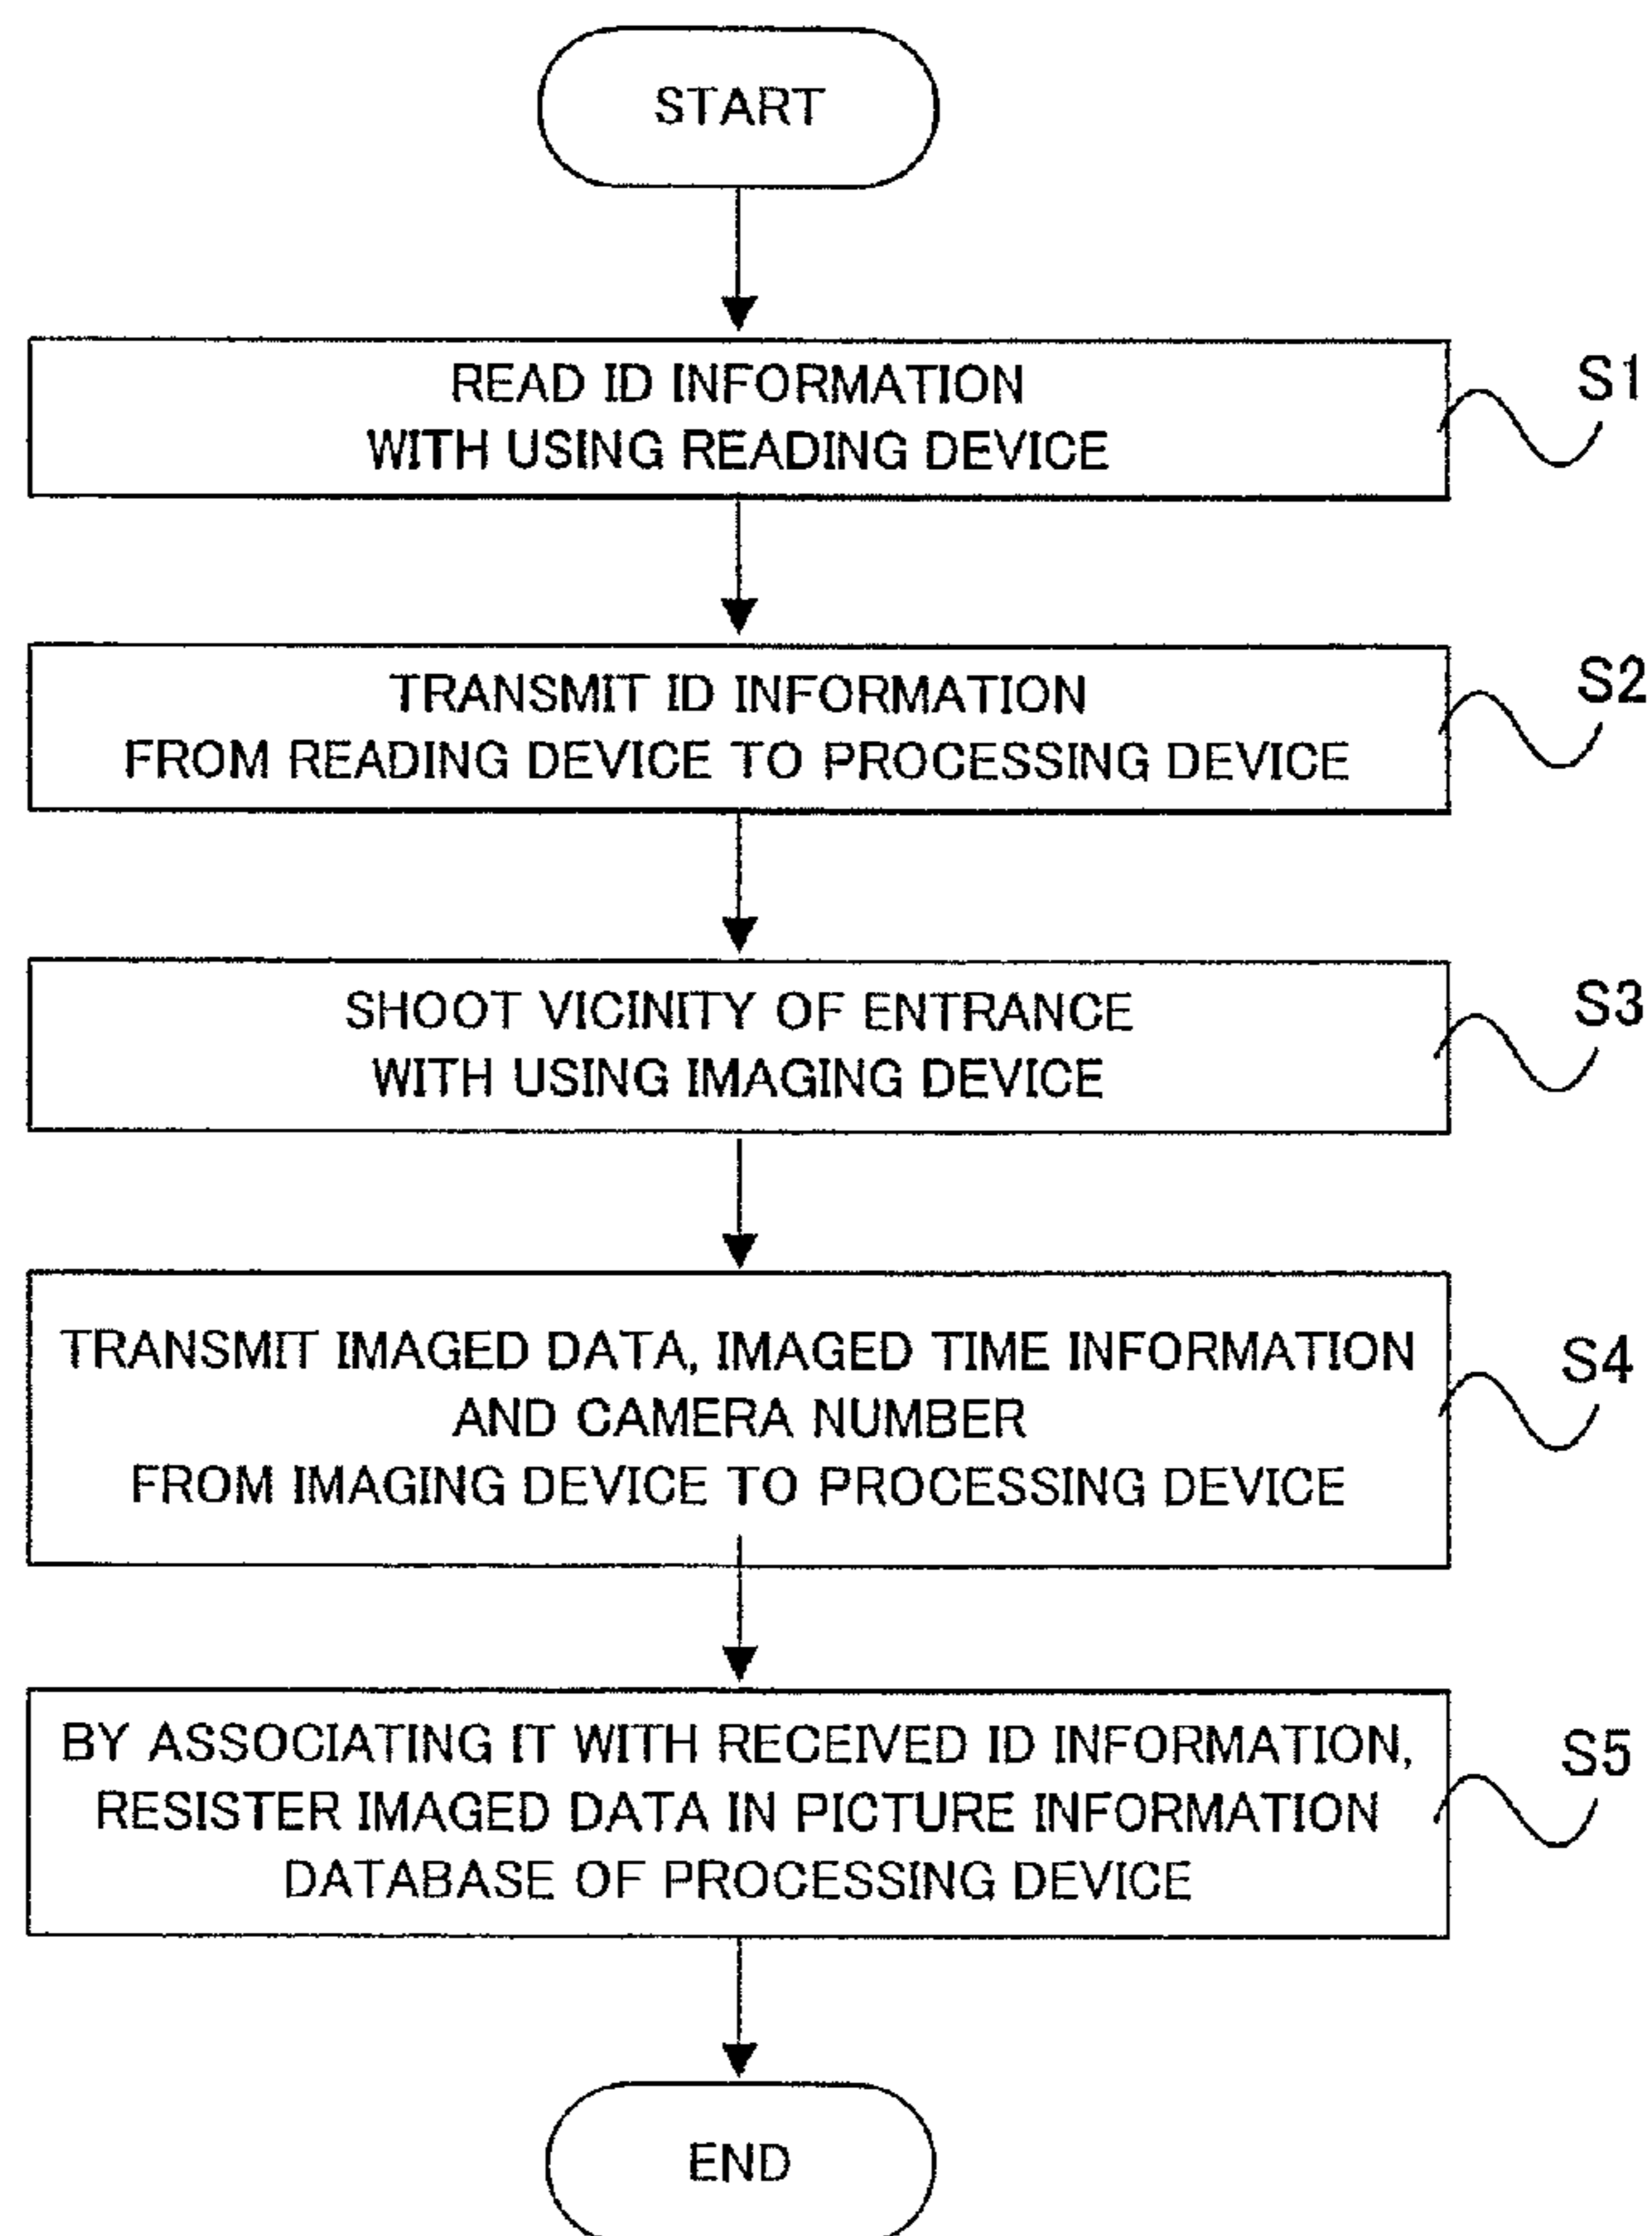 START
READ ID INFORMATION
WITH USING READING DEVICE
S1
TRANSMIT ID INFORMATION
FROM READING DEVICE TO PROCESSING DEVICE
S2
SHOOT VICINITY OF ENTRANCE
WITH USING IMAGING DEVICE
S3
TRANSMIT IMAGED DATA, IMAGED TIME INFORMATION
AND CAMERA NUMBER
FROM IMAGING DEVICE TO PROCESSING DEVICE
S4
BY ASSOCIATING IT WITH RECEIVED ID INFORMATION,
RESISTER IMAGED DATA IN PICTURE INFORMATION
DATABASE OF PROCESSING DEVICE
S5
END